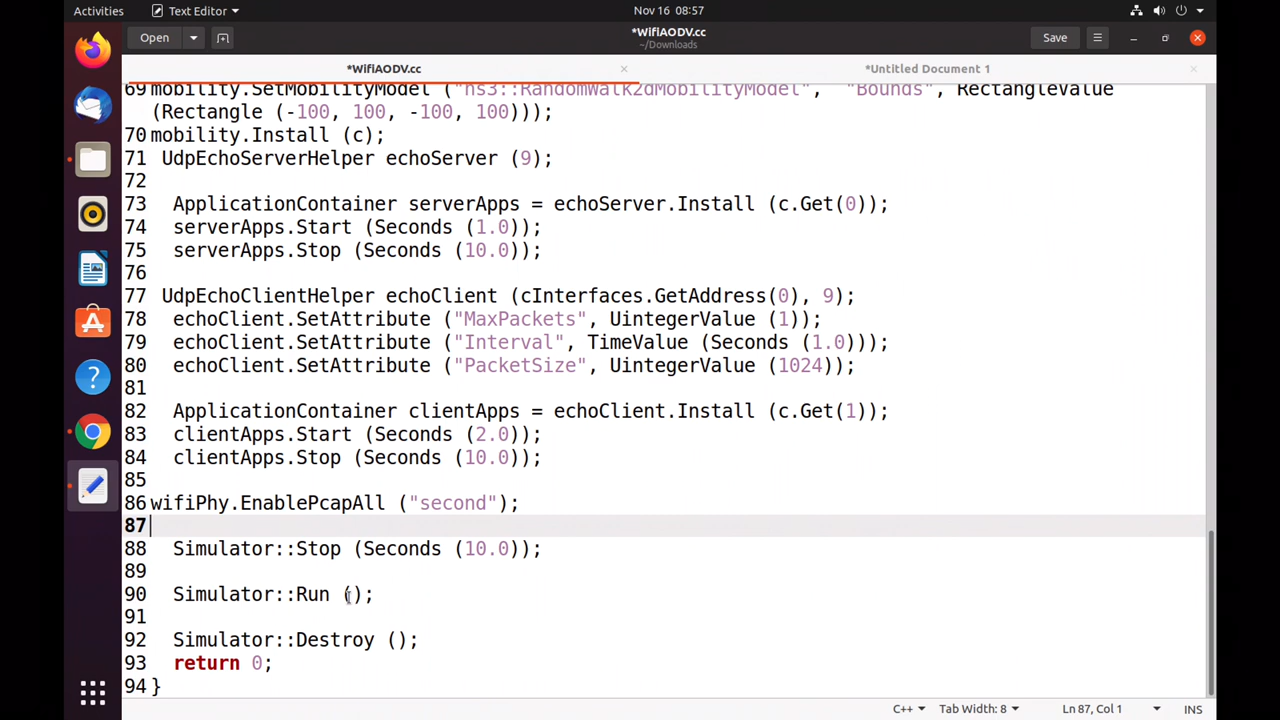 Activities Text Editor Nov 16 08:57
Open *WifiAODV.cc Save
~/Downloads
*WifiAODV.cc *Untitled Document 1
69 mobility.SetMobilityModel ("ns3::RandomWalk2dMobilityModel", "Bounds", RectangleValue
(Rectangle (-100, 100, -100, 100)));
70 mobility.Install (c);
71 UdpEchoServerHelper echoServer (9);
72
73 ApplicationContainer serverApps = echoServer.Install (c.Get(0));
74 serverApps.Start (Seconds (1.0));
75 serverApps.Stop (Seconds (10.0));
76
77 UdpEchoClientHelper echoClient (cInterfaces.GetAddress(0), 9);
78 echoClient.SetAttribute ("MaxPackets", UintegerValue (1));
79 echoClient.SetAttribute ("Interval", TimeValue (Seconds (1.0)));
80 echoClient.SetAttribute ("PacketSize", UintegerValue (1024));
81
82 ApplicationContainer clientApps = echoClient.Install (c.Get(1));
83 clientApps.Start (Seconds (2.0));
84 clientApps.Stop (Seconds (10.0));
85
86 wifiPhy.EnablePcapAll ("second");
87
88 Simulator::Stop (Seconds (10.0));
89
90 Simulator::Run ();
91
92 Simulator::Destroy ();
93 return 0;
94 }
C++ Tab Width: 8 Ln 87, Col 1 INS